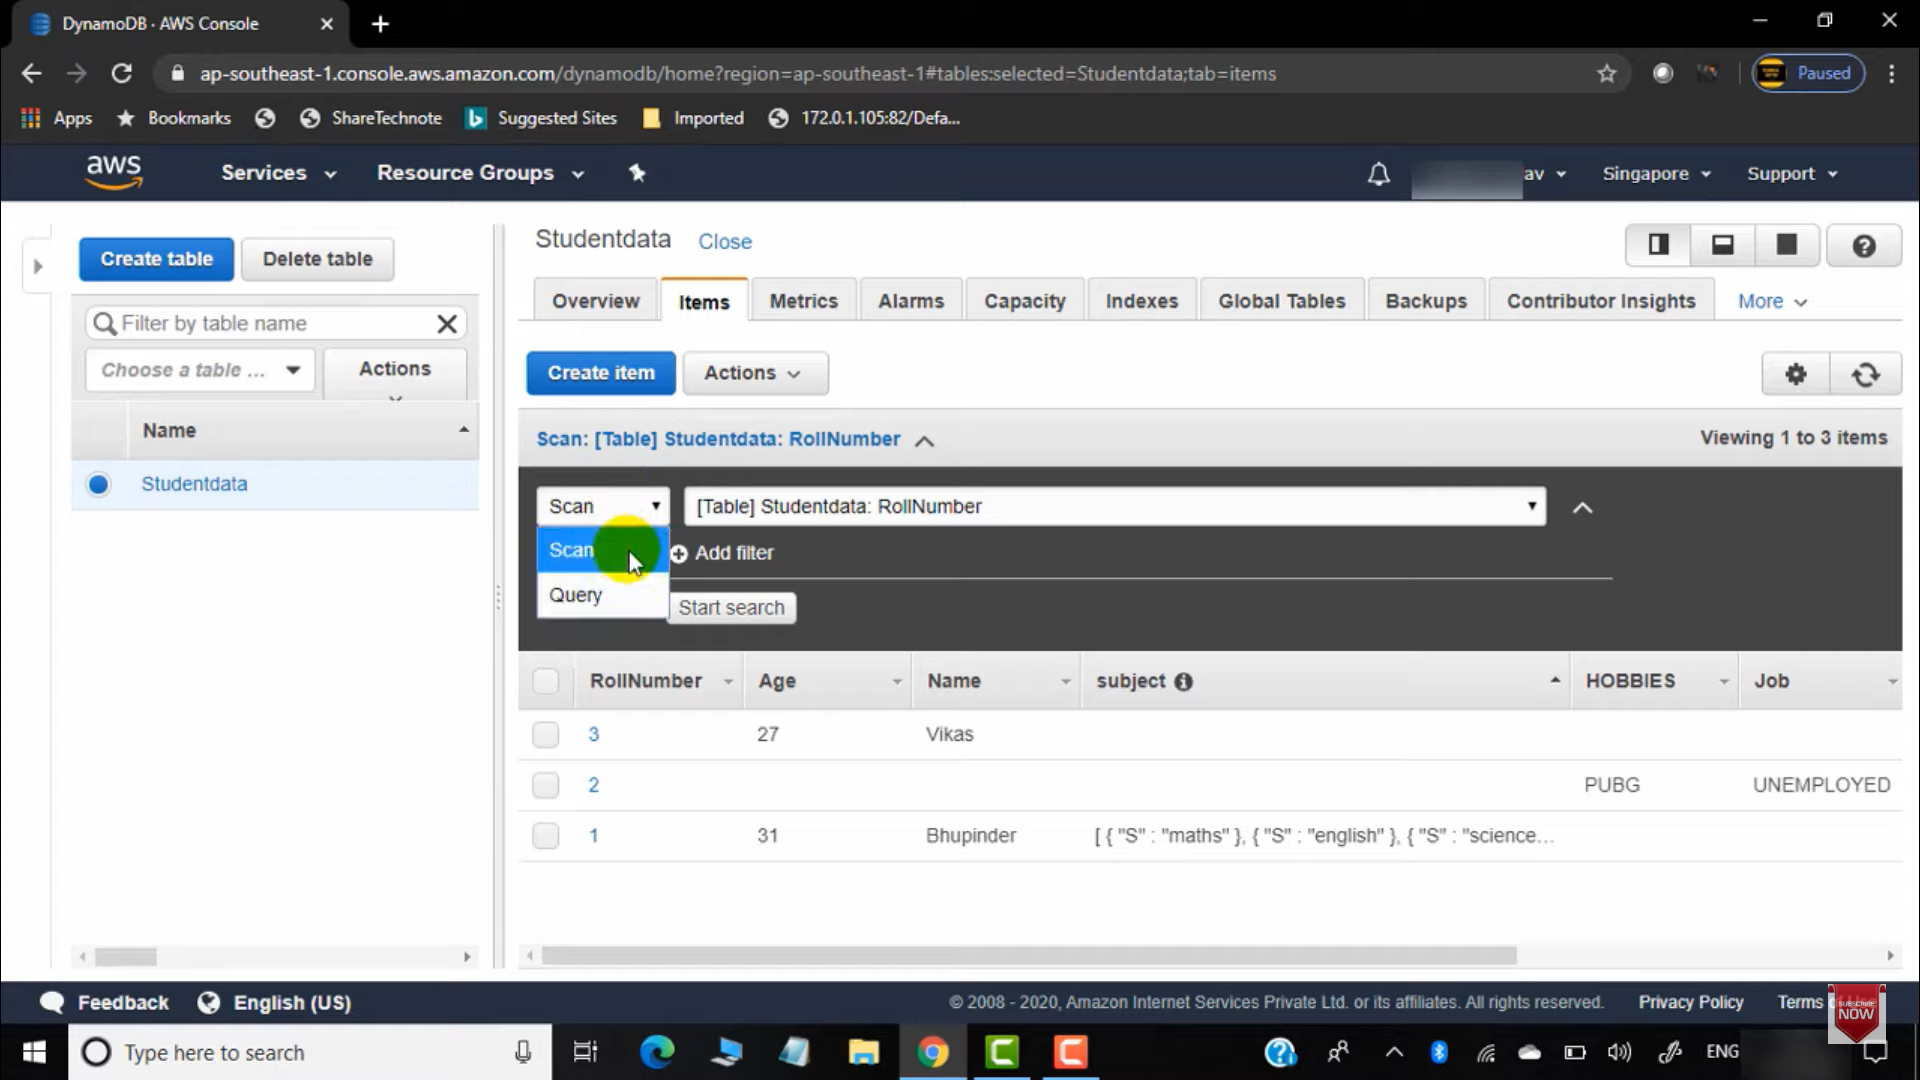 DynamoDB · AWS Console
ap-southeast-1.console.aws.amazon.com/dynamodb/home?region=ap-southeast-1#tables:selected=Studentdata;tab=items
Paused
Apps Bookmarks ShareTechnote Suggested Sites Imported 172.0.1.105:82/Defa...
aws Services Resource Groups av Singapore Support
Create table Delete table
Filter by table name
Choose a table ... Actions
Name
Studentdata
Studentdata Close
Overview Items Metrics Alarms Capacity Indexes Global Tables Backups Contributor Insights More
Create item Actions
Scan: [Table] Studentdata: RollNumber Viewing 1 to 3 items
Scan [Table] Studentdata: RollNumber
Scan Add filter
Query Start search
RollNumber Age Name subject HOBBIES Job
3 27 Vikas
2 PUBG UNEMPLOYED
1 31 Bhupinder [ { "S" : "maths" }, { "S" : "english" }, { "S" : "science...
Feedback English (US) © 2008 - 2020, Amazon Internet Services Private Ltd. or its affiliates. All rights reserved. Privacy Policy Terms
SUBSCRIBE
NOW
Type here to search ENG